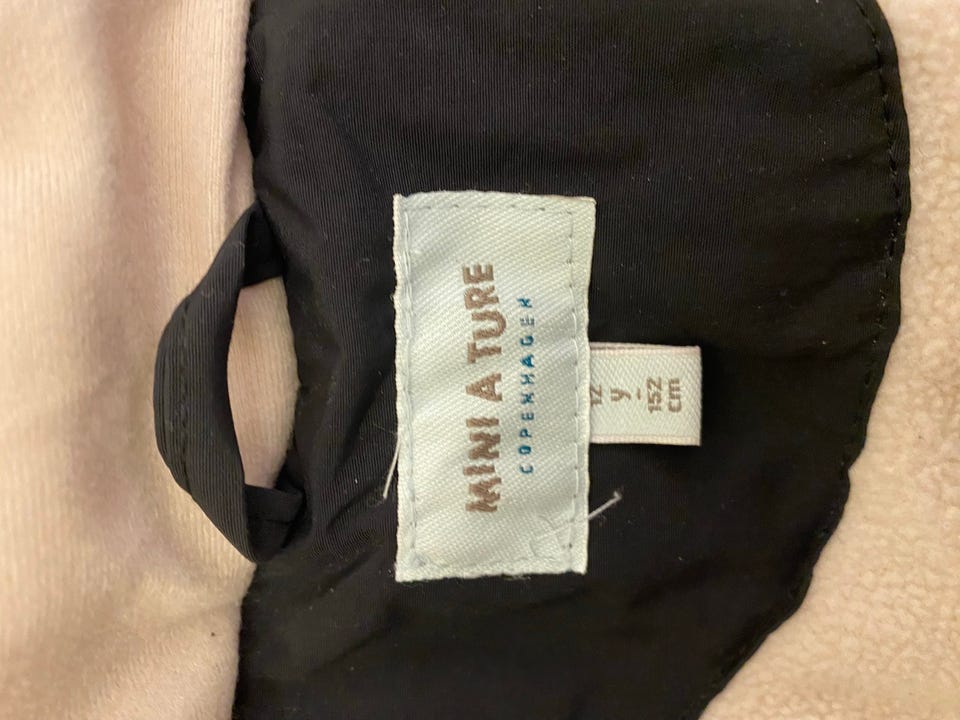 MINI A TURE
COPENHAGEN
12
y
-
152
cm